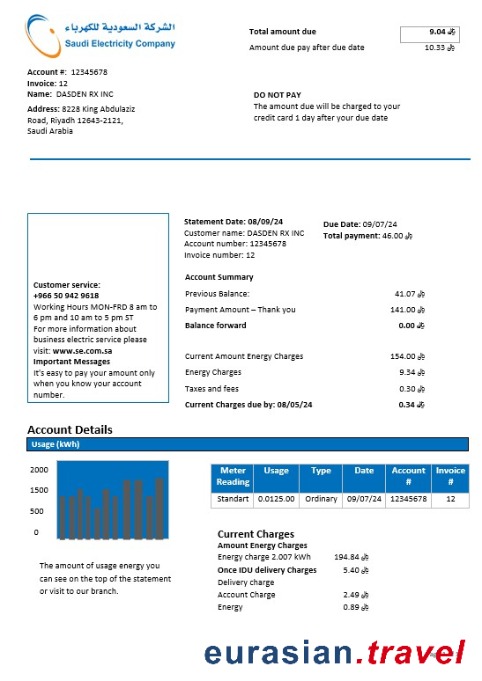 الشركة السعودية للكهرباء
Saudi Electricity Company
Total amount due 9.04
Amount due pay after due date 10.33
Account #: 12345678
Invoice: 12
Name: DASDEN RX INC
Address: 8228 King Abdulaziz
Road, Riyadh 12643-2121,
Saudi Arabia
DO NOT PAY
The amount due will be charged to your
credit card 1 day after your due date
Customer service:
+966 50 942 9618
Working Hours MON-FRD 8 am to
6 pm and 10 am to 5 pm ST
For more information about
business electric service please
visit: www.se.com.sa
Important Messages
It's easy to pay your amount only
when you know your account
number.
Statement Date: 08/09/24
Customer name: DASDEN RX INC
Account number: 12345678
Invoice number: 12
Due Date: 09/07/24
Total payment: 46.00
Account Summary
Previous Balance: 41.07
Payment Amount – Thank you 141.00
Balance forward 0.00
Current Amount Energy Charges 154.00
Energy Charges 9.34
Taxes and fees 0.30
Current Charges due by: 08/05/24 0.34
Account Details
Usage (kWh)
2000
1500
500
0
The amount of usage energy you
can see on the top of the statement
or visit to our branch.
Meter Reading Usage Type Date Account # Invoice #
Standart 0.0125.00 Ordinary 09/07/24 12345678 12
Current Charges
Amount Energy Charges
Energy charge 2.007 kWh 194.84
Once IDU delivery Charges 5.40
Delivery charge
Account Charge 2.49
Energy 0.89
eurasian.travel